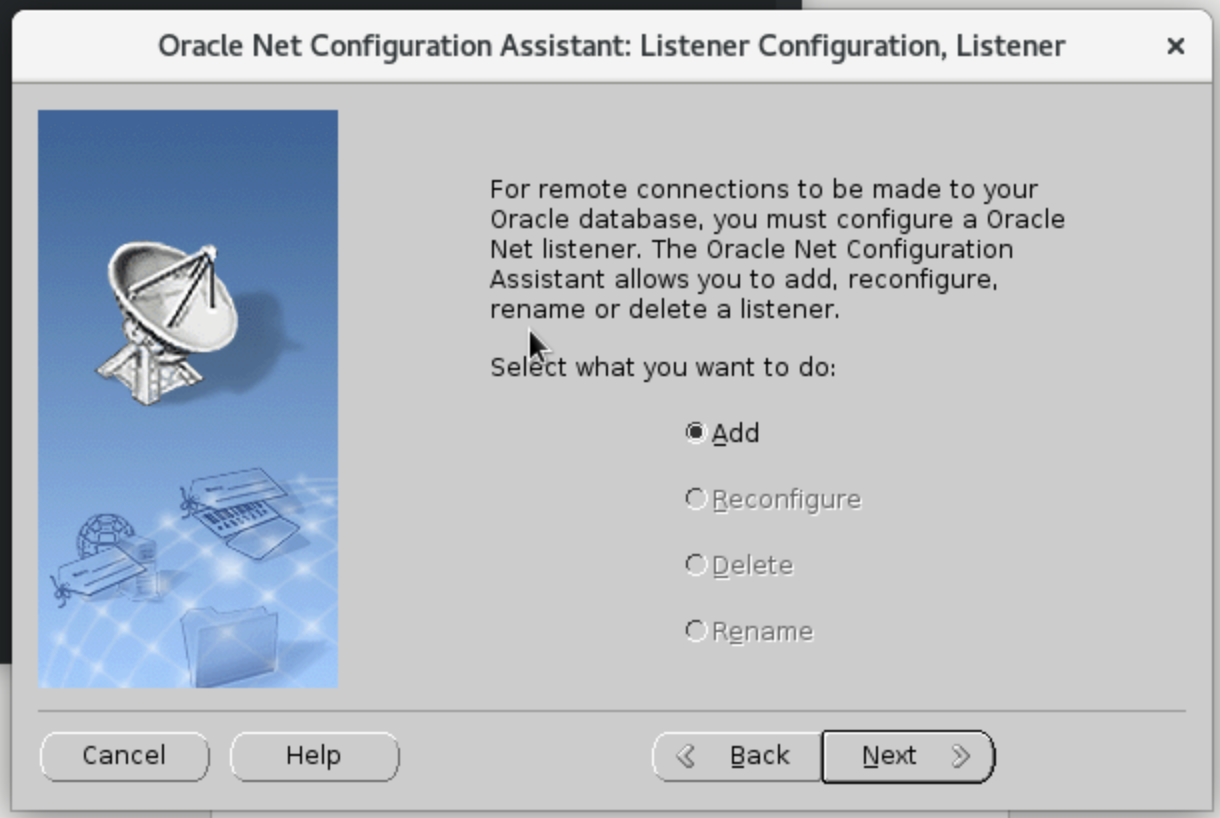 Oracle Net Configuration Assistant: Listener Configuration, Listener
For remote connections to be made to your
Oracle database, you must configure a Oracle
Net listener. The Oracle Net Configuration
Assistant allows you to add, reconfigure,
rename or delete a listener.
Select what you want to do:
Add
Reconfigure
Delete
Rename
Cancel
Help
Back
Next